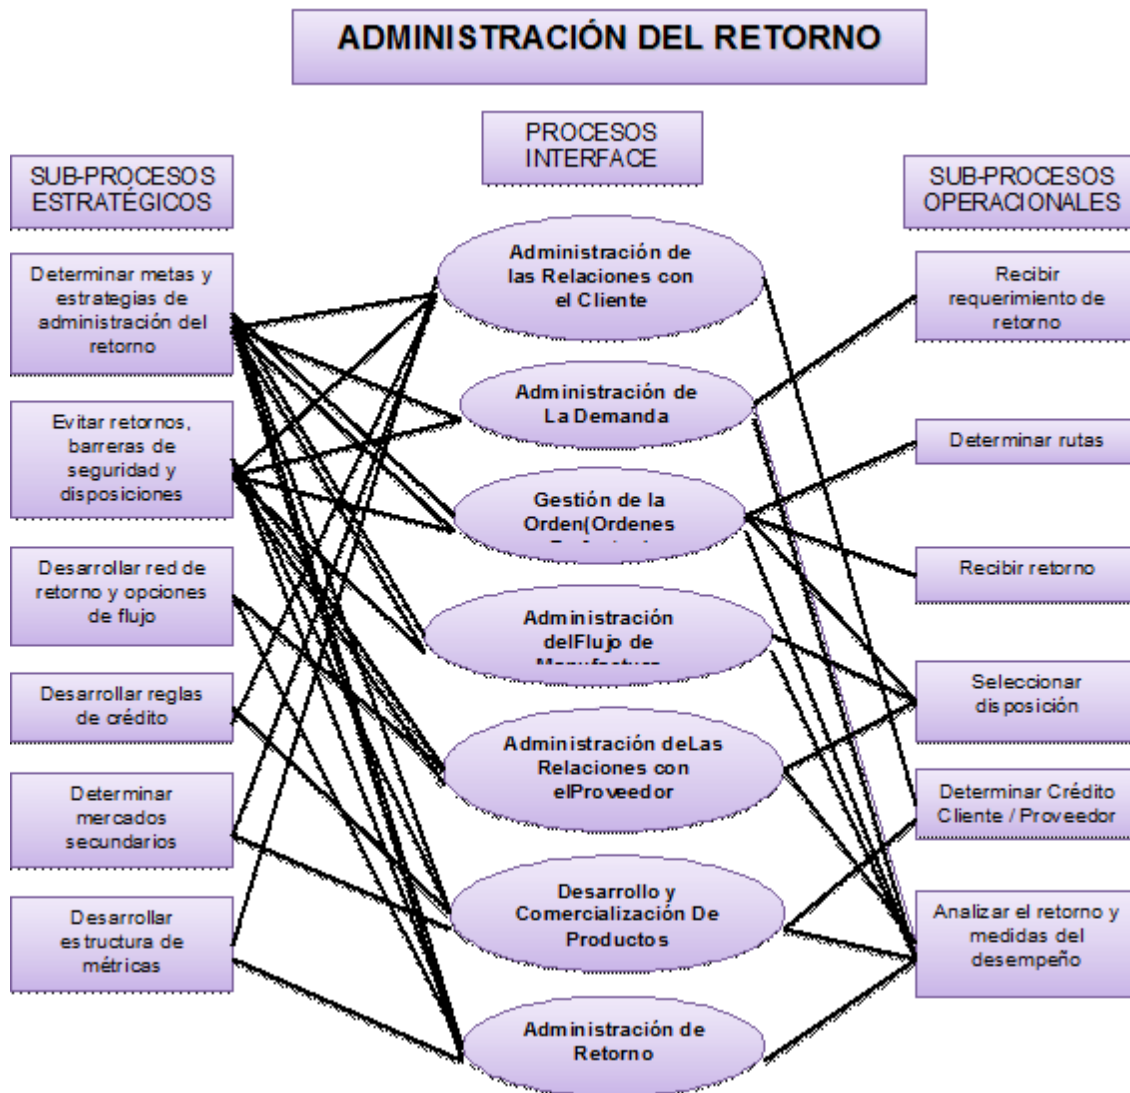 ADMINISTRACIÓN DEL RETORNO
PROCESOS
INTERFACE
SUB-PROCESOS
ESTRATÉGICOS
SUB-PROCESOS
OPERACIONALES
Determinar metas y
estrategias de
administración del
retorno
Evitar retornos,
barreras de
seguridad y
disposiciones
Desarrollar red de
retorno y opciones
de flujo
Desarrollar reglas
de crédito
Determinar
mercados
secundarios
Desarrollar
estructura de
métricas
Administración de
las Relaciones con
el Cliente
Administración de
La Demanda
Gestión de la
Orden(Ordenes
Administración
delFlujo de
Administración deLas
Relaciones con
elProveedor
Desarrollo y
Comercialización De
Productos
Administración de
Retorno
Recibir
requerimiento de
retorno
Determinar rutas
Recibir retorno
Seleccionar
disposición
Determinar Crédito
Cliente / Proveedor
Analizar el retorno y
medidas del
desempeño